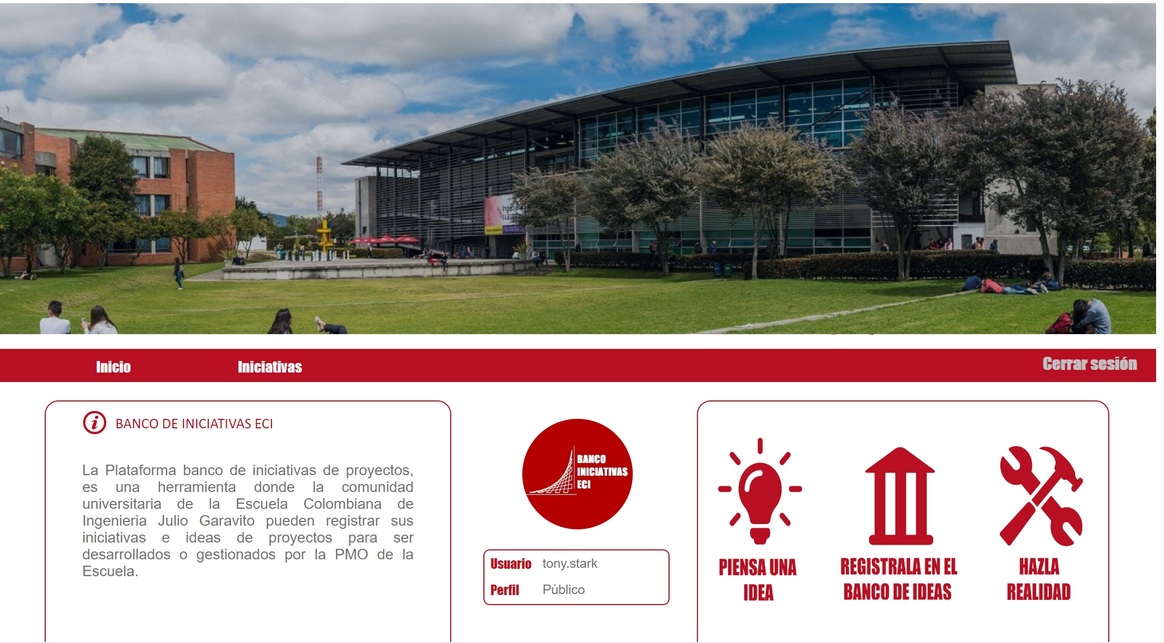 Inicio
Iniciativas
Cerrar sesión
BANCO DE INICIATIVAS ECI
La Plataforma banco de iniciativas de proyectos,
es una herramienta donde la comunidad
universitaria de la Escuela Colombiana de
Ingenieria Julio Garavito pueden registrar sus
iniciativas e ideas de proyectos para ser
desarrollados o gestionados por la PMO de la
Escuela.
BANCO
INICIATIVAS
ECI
Usuario tony.stark
Perfil Público
PIENSA UNA
IDEA
REGISTRALA EN EL
BANCO DE IDEAS
HAZLA
REALIDAD